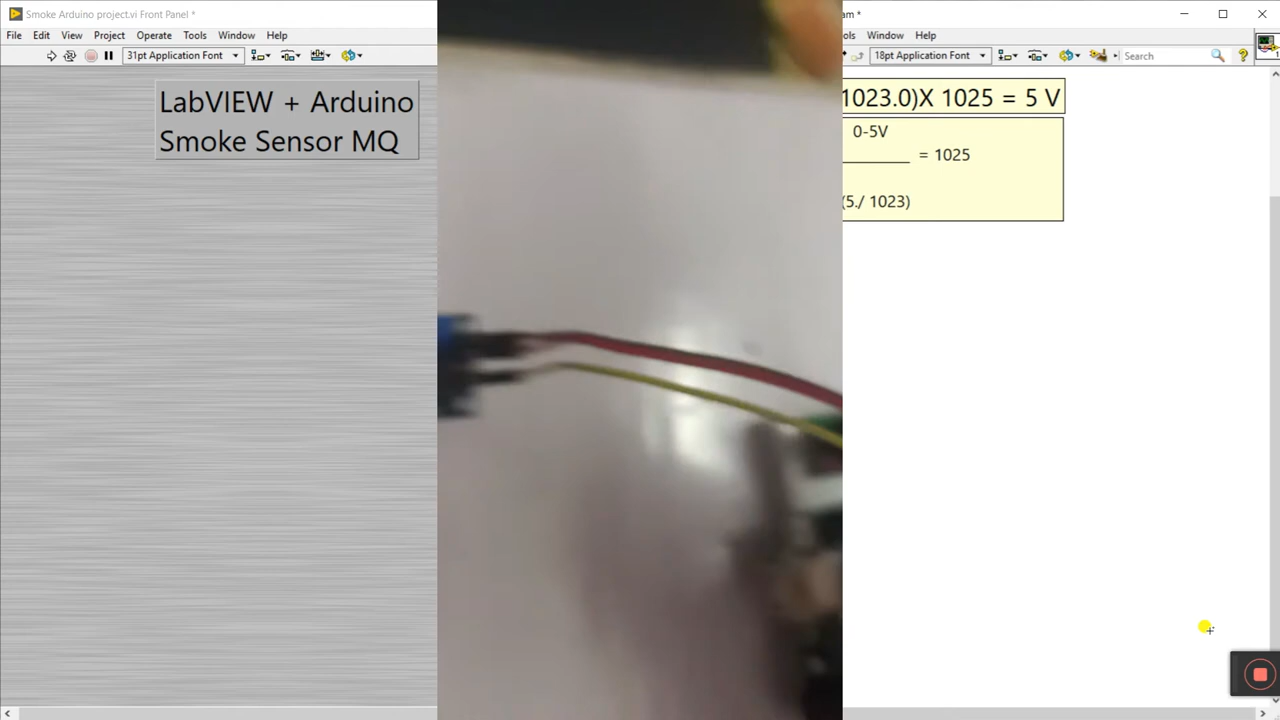 Smoke Arduino project.vi Front Panel *
File Edit View Project Operate Tools Window Help
31pt Application Font
LabVIEW + Arduino
Smoke Sensor MQ
am *
ols Window Help
18pt Application Font
Search
1023.0)X 1025 = 5 V
0-5V
= 1025
(5./ 1023)